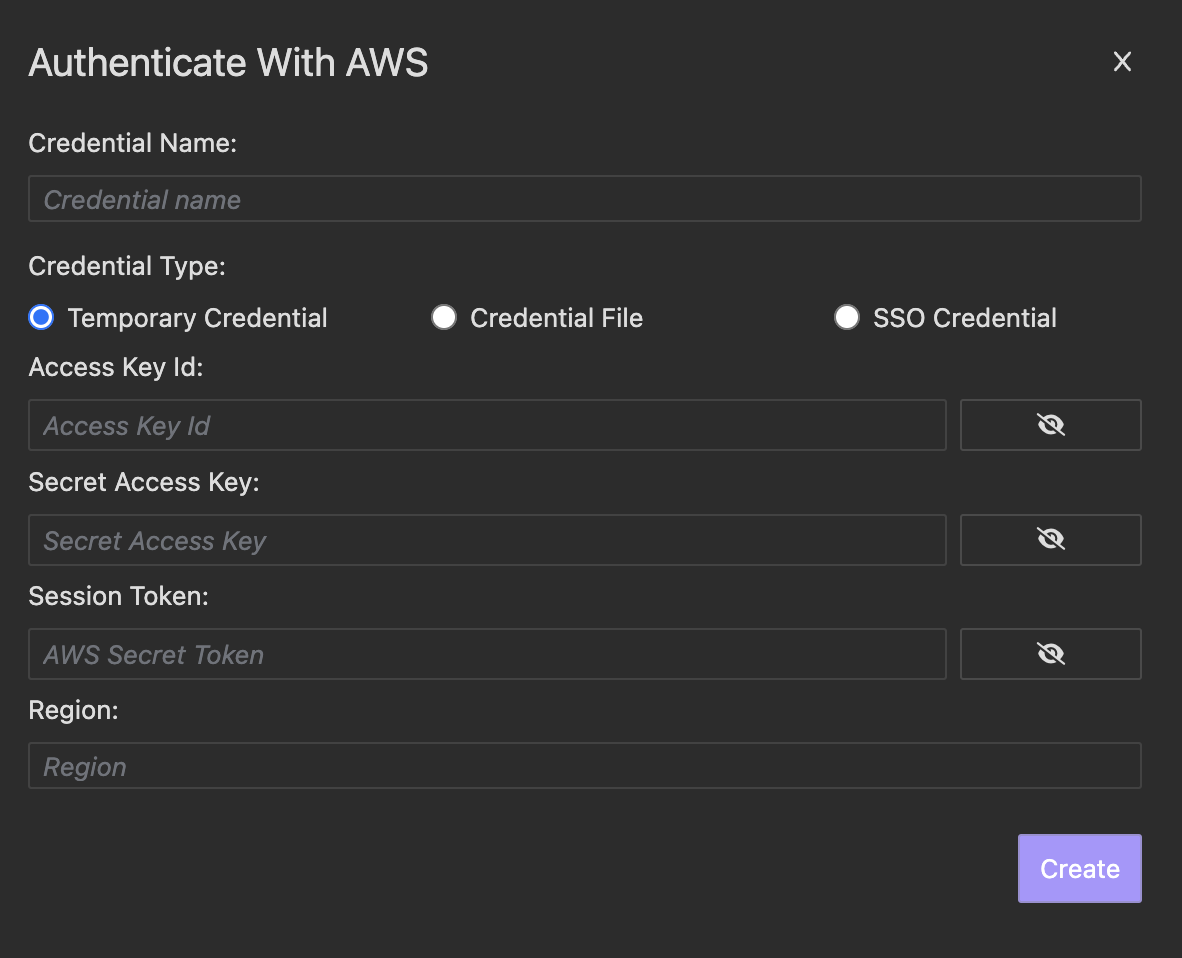 Authenticate With AWS
Credential Name:
Credential name
Credential Type:
Temporary Credential Credential File SSO Credential
Access Key Id:
Access Key Id
Secret Access Key:
Secret Access Key
Session Token:
AWS Secret Token
Region:
Region
Create